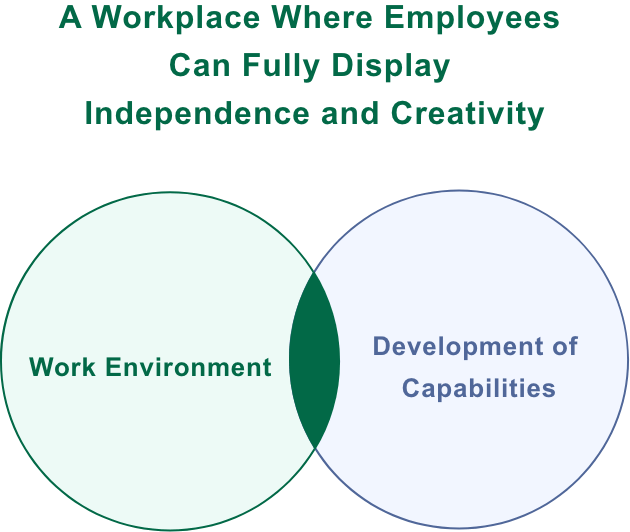 A Workplace Where Employees
Can Fully Display
Independence and Creativity
Work Environment
Development of
Capabilities